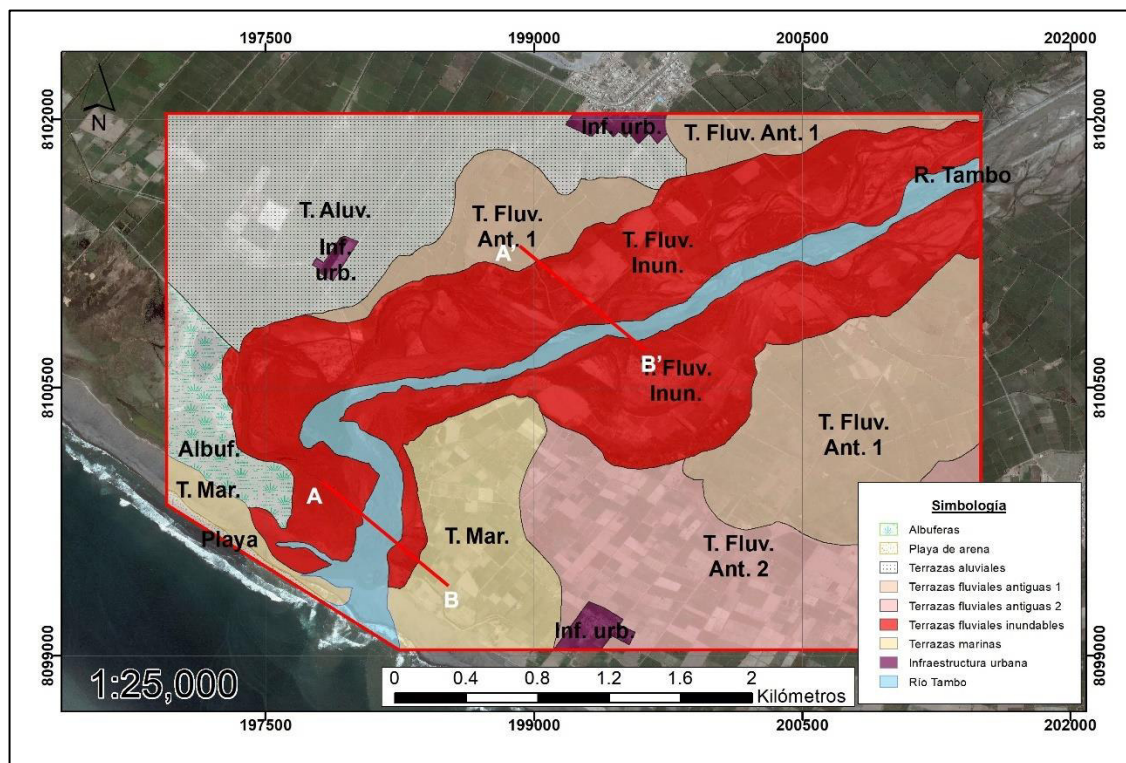 197500 199000 200500 202000
8102000 8102000
N
Inf. urb.
T. Fluv. Ant. 1
R. Tambo
T. Aluv.
T. Fluv.
Ant. 1
Inf.
urb.
A'
T. Fluv.
Inun.
B'
T. Fluv.
Inun.
8100500 8100500
T. Fluv.
Ant. 1
Albuf.
A
T. Mar.
Playa
T. Mar.
B
T. Fluv.
Ant. 2
Inf. urb.
Simbología
Albuferas
Playa de arena
Terrazas aluviales
Terrazas fluviales antiguas 1
Terrazas fluviales antiguas 2
Terrazas fluviales inundables
Terrazas marinas
Infraestructura urbana
Río Tambo
8099000 8099000
1:25,000
0 0.4 0.8 1.2 1.6 2
Kilómetros
197500 199000 200500 202000